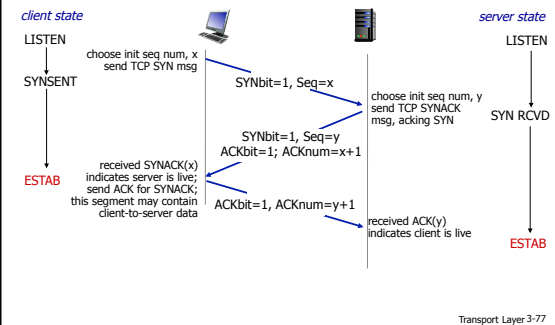 client state
server state
LISTEN
LISTEN
choose init seq num, x
send TCP SYN msg
SYNSENT
SYNbit=1, Seq=x
choose init seq num, y
send TCP SYNACK
msg, acking SYN
SYN RCVD
SYNbit=1, Seq=y
ACKbit=1; ACKnum=x+1
received SYNACK(x)
indicates server is live;
send ACK for SYNACK;
this segment may contain
client-to-server data
ESTAB
ACKbit=1, ACKnum=y+1
received ACK(y)
indicates client is live
ESTAB
Transport Layer 3-77